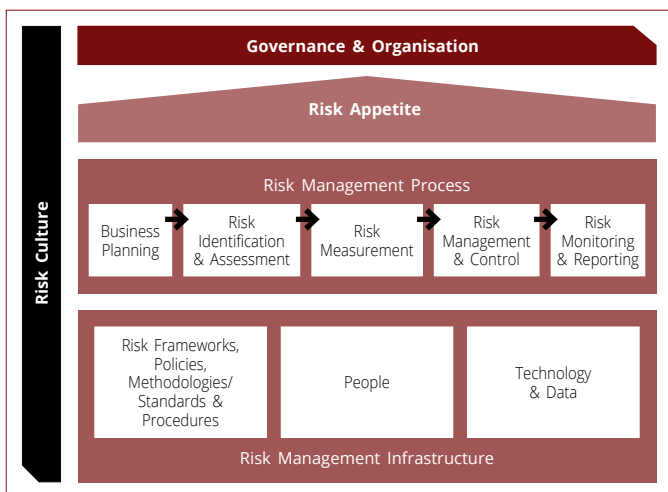 Governance & Organisation
Risk Appetite
Risk Culture
Risk Management Process
Business
Planning
Risk
Identification
& Assessment
Risk
Measurement
Risk
Management
& Control
Risk
Monitoring
& Reporting
Risk Frameworks,
Policies,
Methodologies/
Standards &
Procedures
People
Technology
& Data
Risk Management Infrastructure